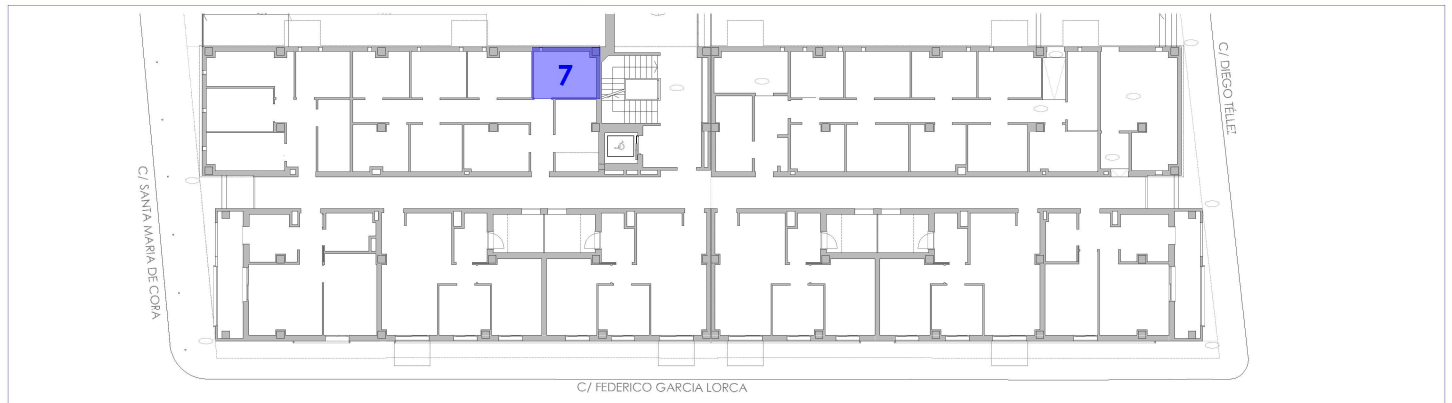 7
C/ DIEGO TÉLLEZ
C/ SANTA MARIA DE CORA
C/ FEDERICO GARCIA LORCA